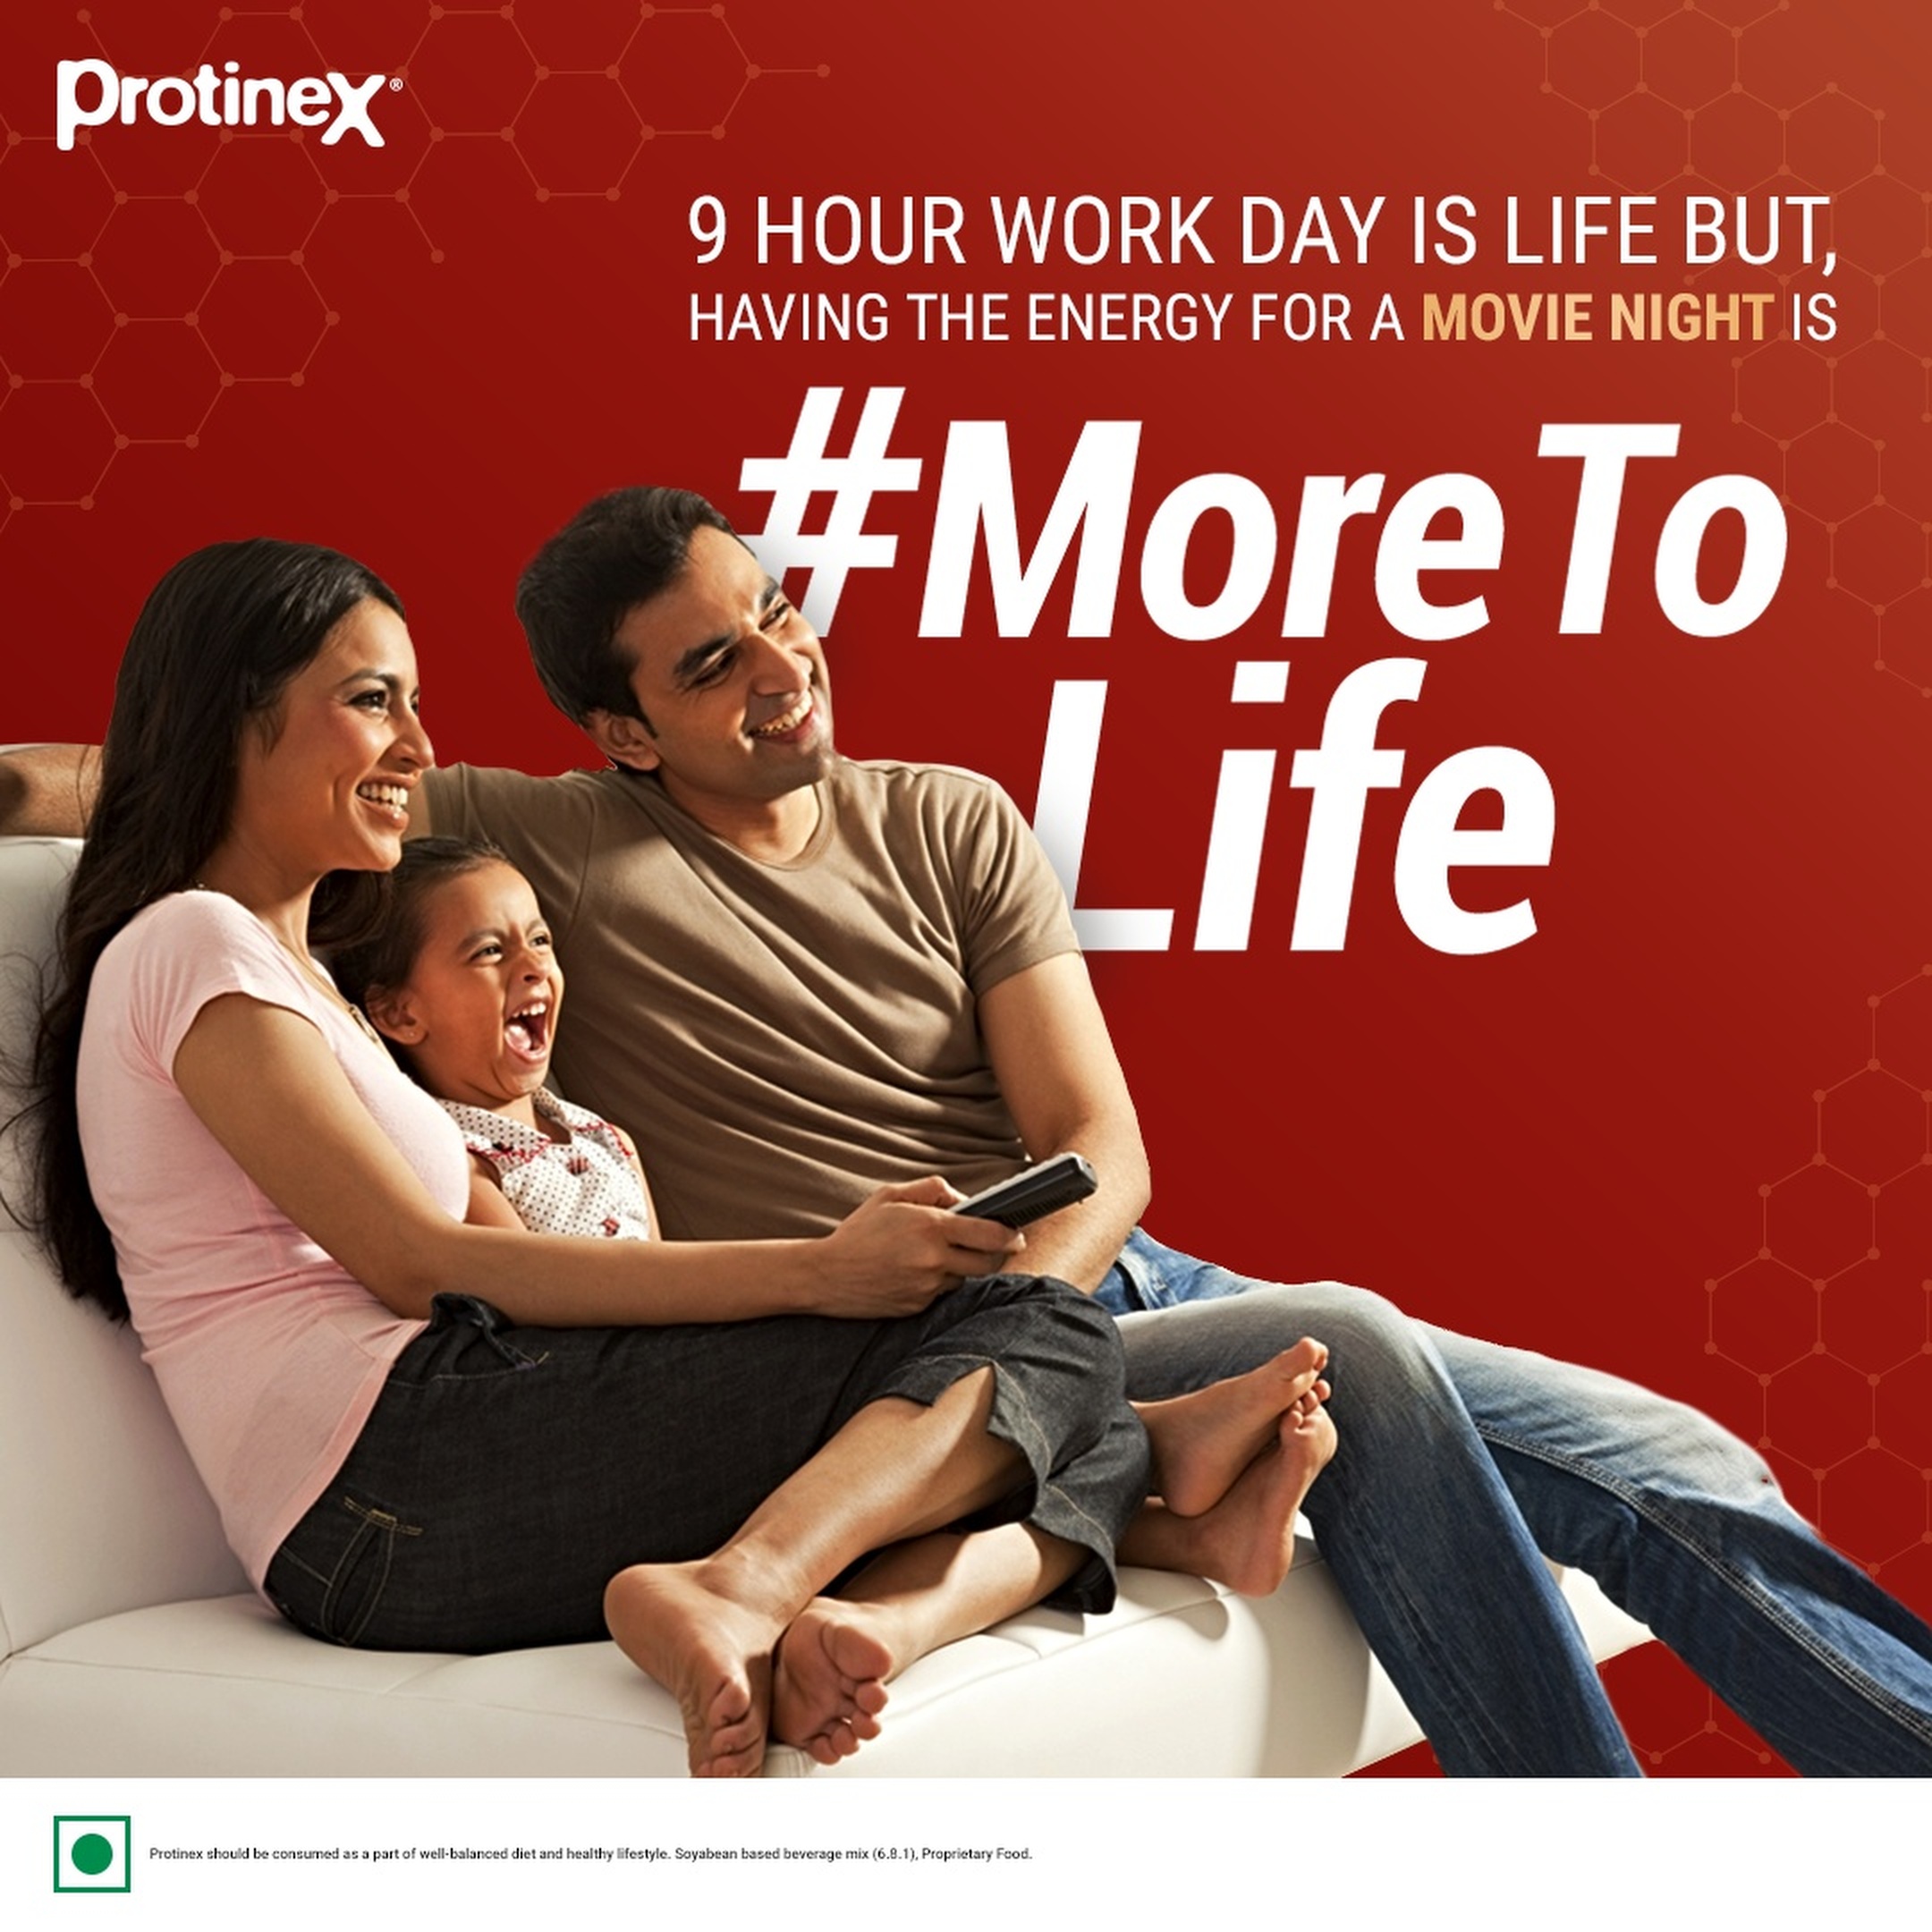 Protinex®
9 HOUR WORK DAY IS LIFE BUT,
HAVING THE ENERGY FOR A MOVIE NIGHT IS
#MoreTo
Life
Protinex should be consumed as a part of well-balanced diet and healthy lifestyle. Soyabean based beverage mix (6.8.1), Proprietary Food.